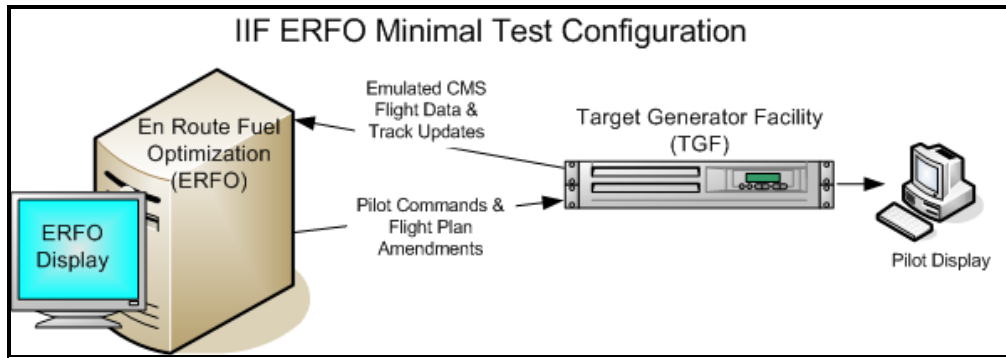 IIF ERFO Minimal Test Configuration
Emulated CMS
Flight Data &
Track Updates
En Route Fuel
Optimization
(ERFO)
Target Generator Facility
(TGF)
Pilot Commands &
Flight Plan
Amendments
ERFO
Display
Pilot Display